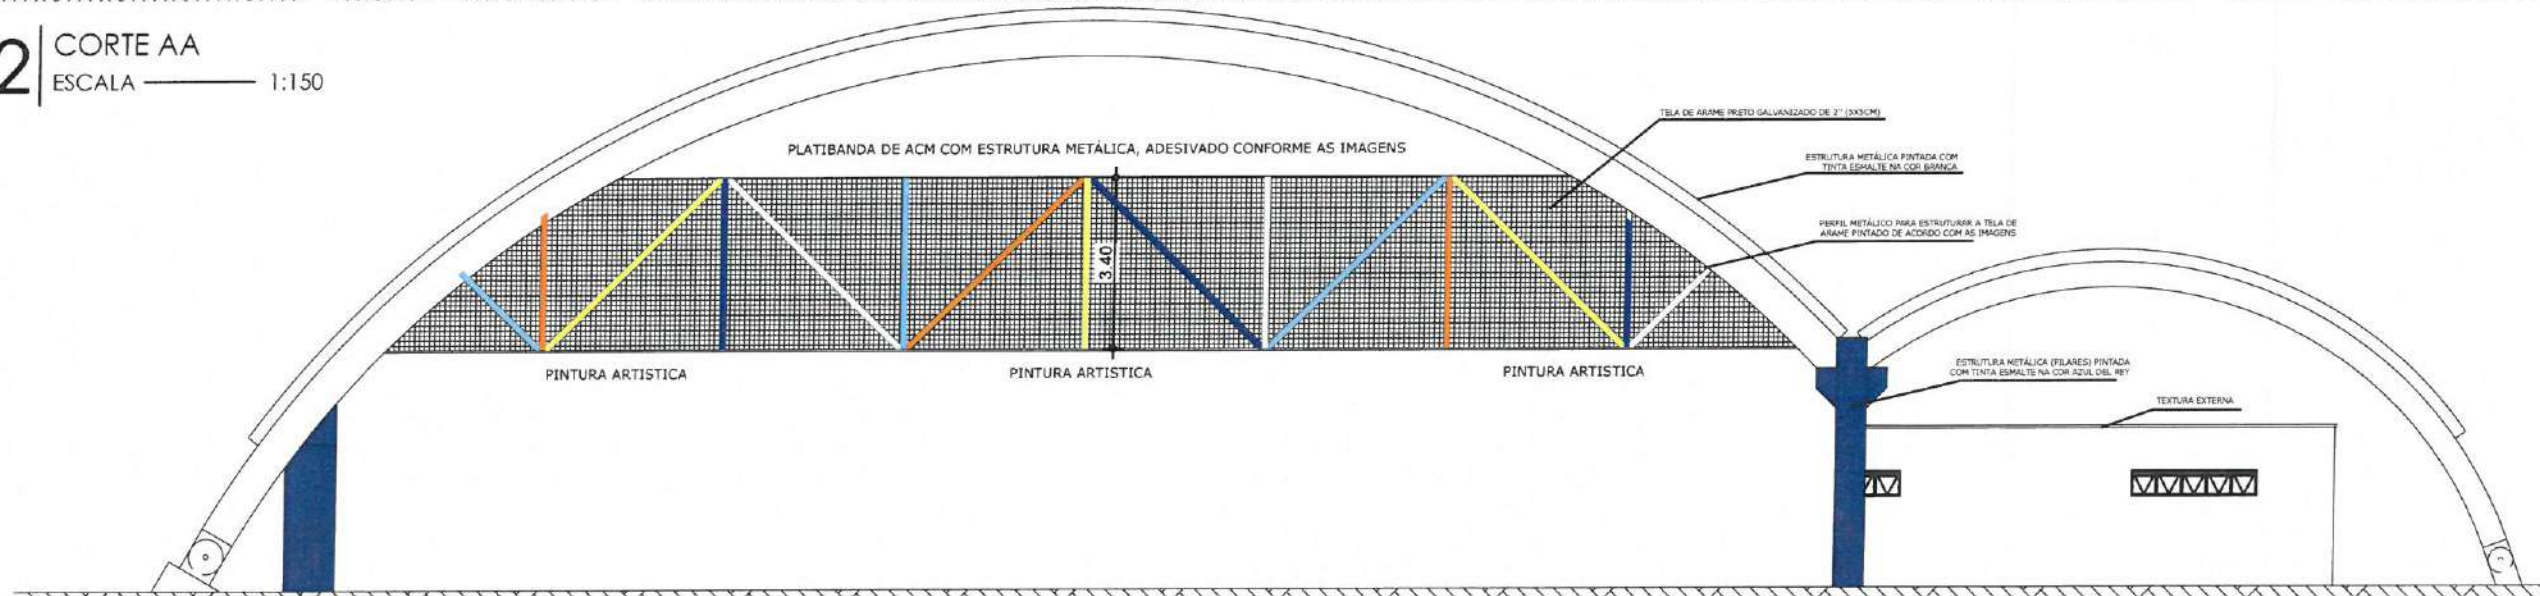 2
CORTE AA
ESCALA 1:150
PLATIBANDA DE ACM COM ESTRUTURA METÁLICA, ADESIVADO CONFORME AS IMAGENS
TELA DE ARAME PRETO GALVANIZADO DE 2" (5X5CM)
ESTRUTURA METÁLICA PINTADA COM
TINTA ESMALTE NA COR BRANCA
PERFIL METÁLICO PARA ESTRUTURAR A TELA DE
ARAME PINTADO DE ACORDO COM AS IMAGENS
3.40
PINTURA ARTISTICA
PINTURA ARTISTICA
PINTURA ARTISTICA
ESTRUTURA METÁLICA (PILARES) PINTADA
COM TINTA ESMALTE NA COR AZUL DEL REY
TEXTURA EXTERNA